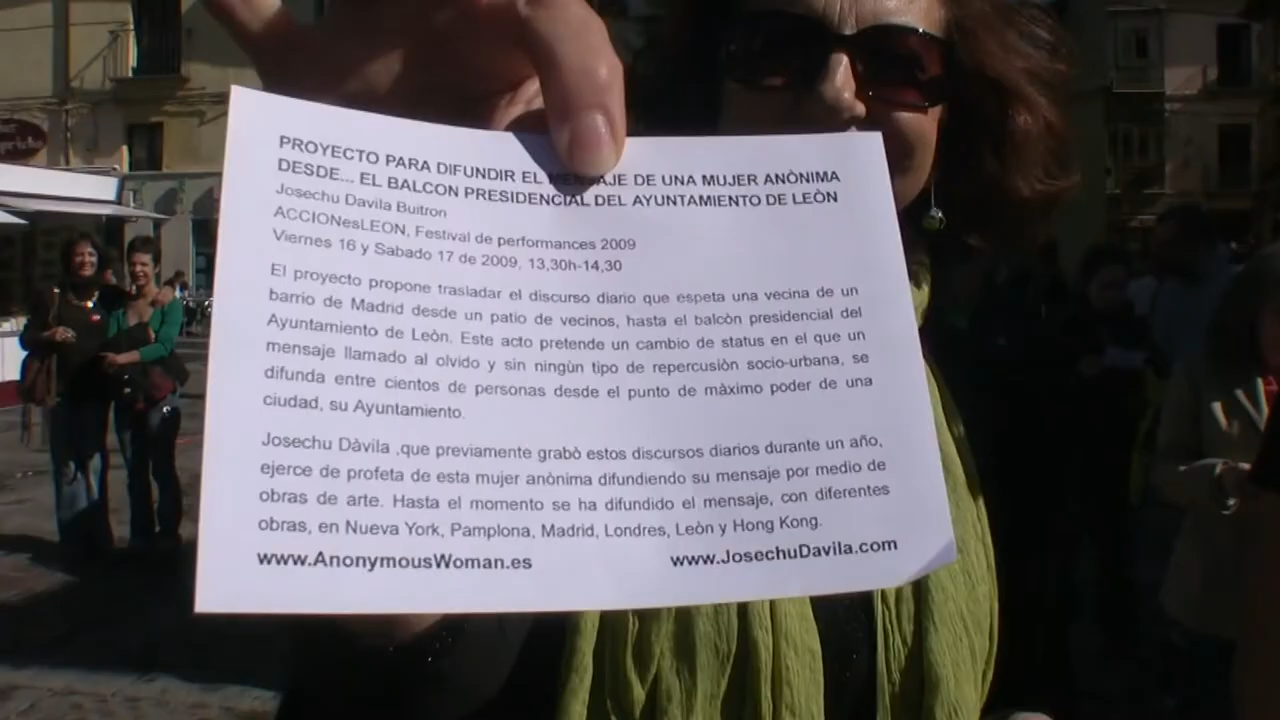 PROYECTO PARA DIFUNDIR EL MENSAJE DE UNA MUJER ANÒNIMA
DESDE... EL BALCON PRESIDENCIAL DEL AYUNTAMIENTO DE LEÒN
Josechu Davila Buitron
ACCIONesLEON, Festival de performances 2009
Viernes 16 y Sabado 17 de 2009, 13,30h-14,30
El proyecto propone trasladar el discurso diario que espeta una vecina de un
barrio de Madrid desde un patio de vecinos, hasta el balcòn presidencial del
Ayuntamiento de Leòn. Este acto pretende un cambio de status en el que un
mensaje llamado al olvido y sin ningùn tipo de repercusiòn socio-urbana, se
difunda entre cientos de personas desde el punto de màximo poder de una
ciudad, su Ayuntamiento.
Josechu Dàvila ,que previamente grabò estos discursos diarios durante un año,
ejerce de profeta de esta mujer anònima difundiendo su mensaje por medio de
obras de arte. Hasta el momento se ha difundido el mensaje, con diferentes
obras, en Nueva York, Pamplona, Madrid, Londres, Leòn y Hong Kong.
www.AnonymousWoman.es www.JosechuDavila.com